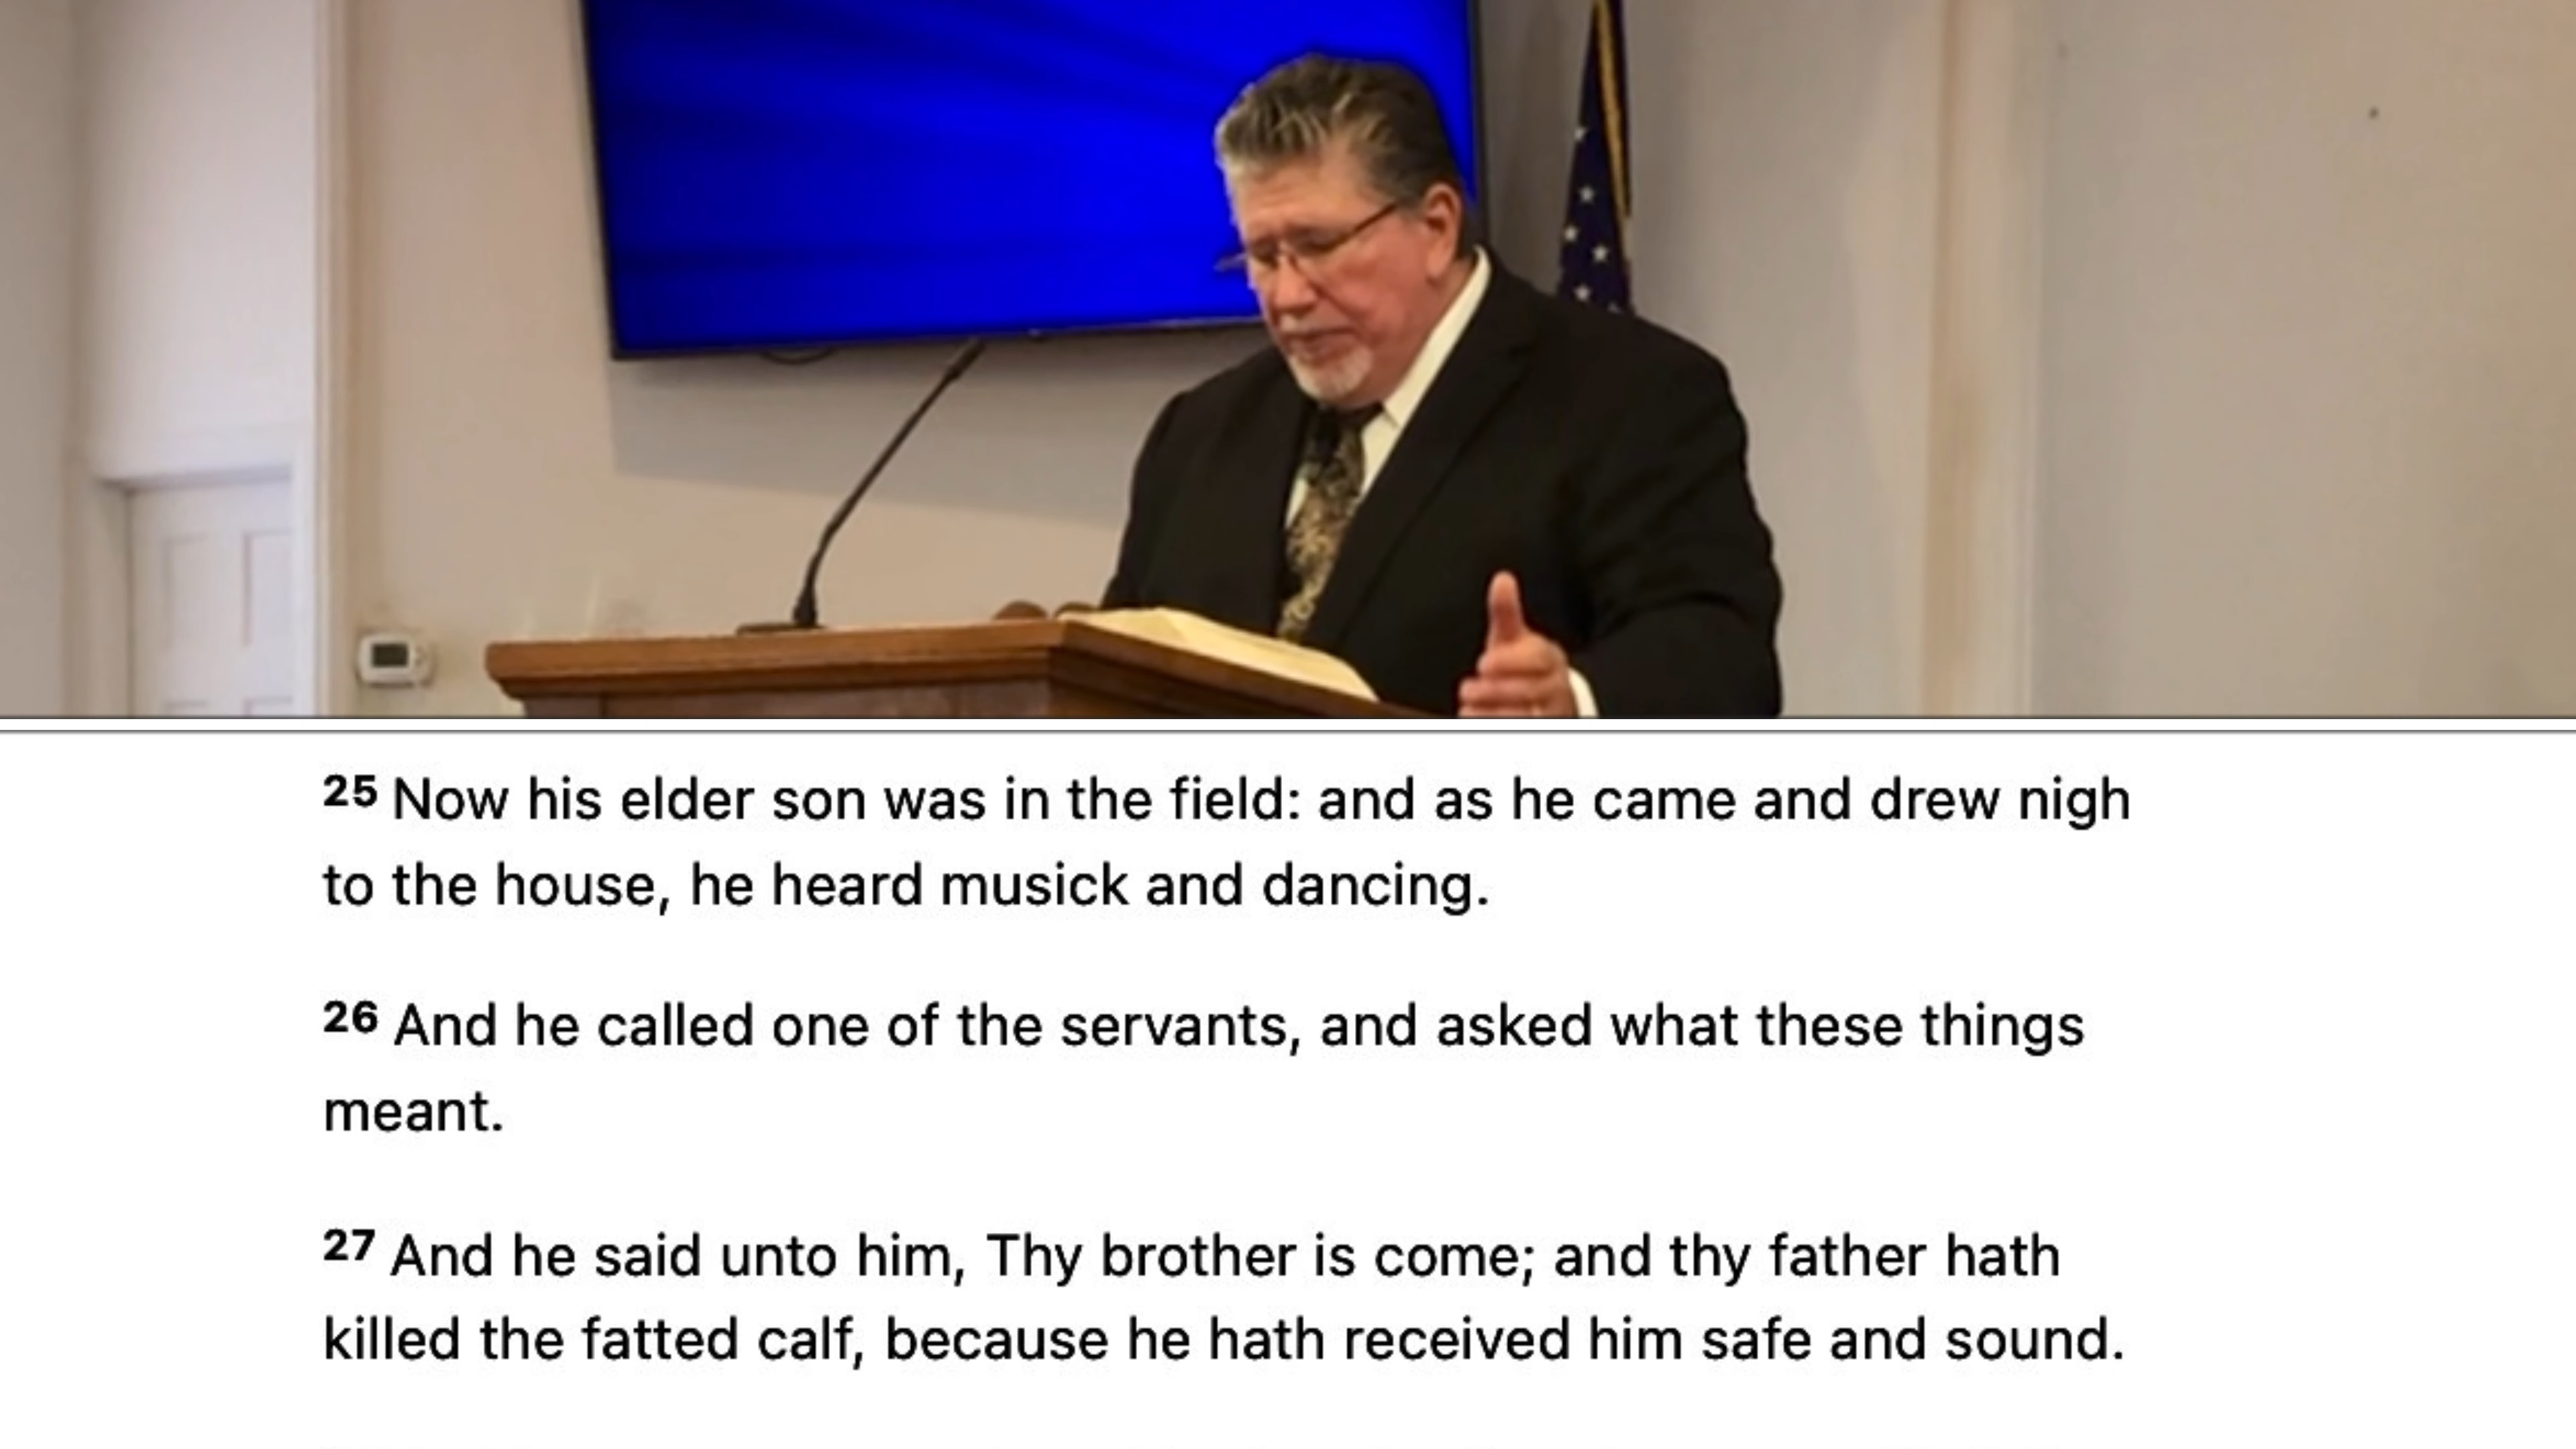 25 Now his elder son was in the field: and as he came and drew nigh
to the house, he heard musick and dancing.
26 And he called one of the servants, and asked what these things
meant.
27 And he said unto him, Thy brother is come; and thy father hath
killed the fatted calf, because he hath received him safe and sound.